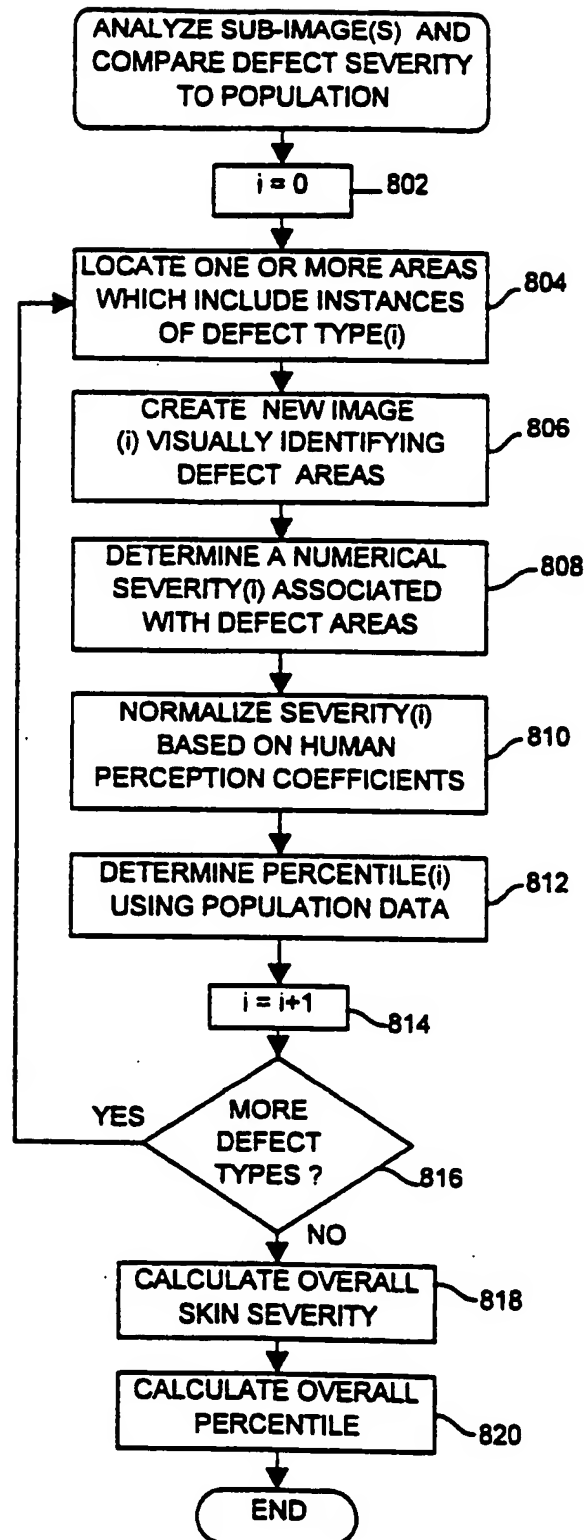 ANALYZE SUB-IMAGE(S) AND
COMPARE DEFECT SEVERITY
TO POPULATION
i = 0
802
LOCATE ONE OR MORE AREAS
WHICH INCLUDE INSTANCES
OF DEFECT TYPE(i)
804
CREATE NEW IMAGE
(i) VISUALLY IDENTIFYING
DEFECT AREAS
806
DETERMINE A NUMERICAL
SEVERITY(i) ASSOCIATED
WITH DEFECT AREAS
808
NORMALIZE SEVERITY(i)
BASED ON HUMAN
PERCEPTION COEFFICIENTS
810
DETERMINE PERCENTILE(i)
USING POPULATION DATA
812
i = i+1
814
YES
MORE
DEFECT
TYPES ?
816
NO
CALCULATE OVERALL
SKIN SEVERITY
818
CALCULATE OVERALL
PERCENTILE
820
END